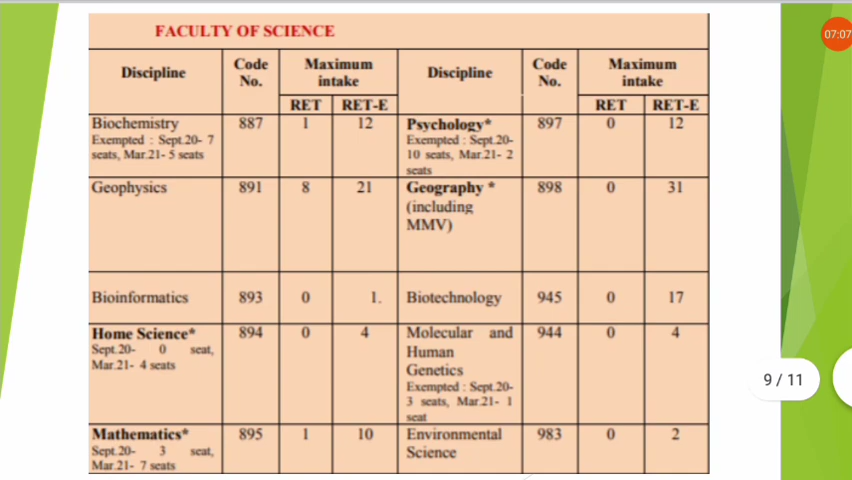 FACULTY OF SCIENCE
07:07
Discipline Code No. Maximum intake Discipline Code No. Maximum intake
RET RET-E RET RET-E
Biochemistry 887 1 12 Psychology* 897 0 12
Exempted : Sept.20- 7 seats, Mar.21- 5 seats
Exempted : Sept.20- 10 seats, Mar.21- 2 seats
Geophysics 891 8 21 Geography * 898 0 31
(including MMV)
Bioinformatics 893 0 1. Biotechnology 945 0 17
Home Science* 894 0 4 Molecular and Human Genetics 944 0 4
Sept.20- 0 seat, Mar.21- 4 seats
Exempted : Sept.20- 3 seats, Mar.21- 1 seat
9 / 11
Mathematics* 895 1 10 Environmental Science 983 0 2
Sept.20- 3 seat, Mar.21- 7 seats